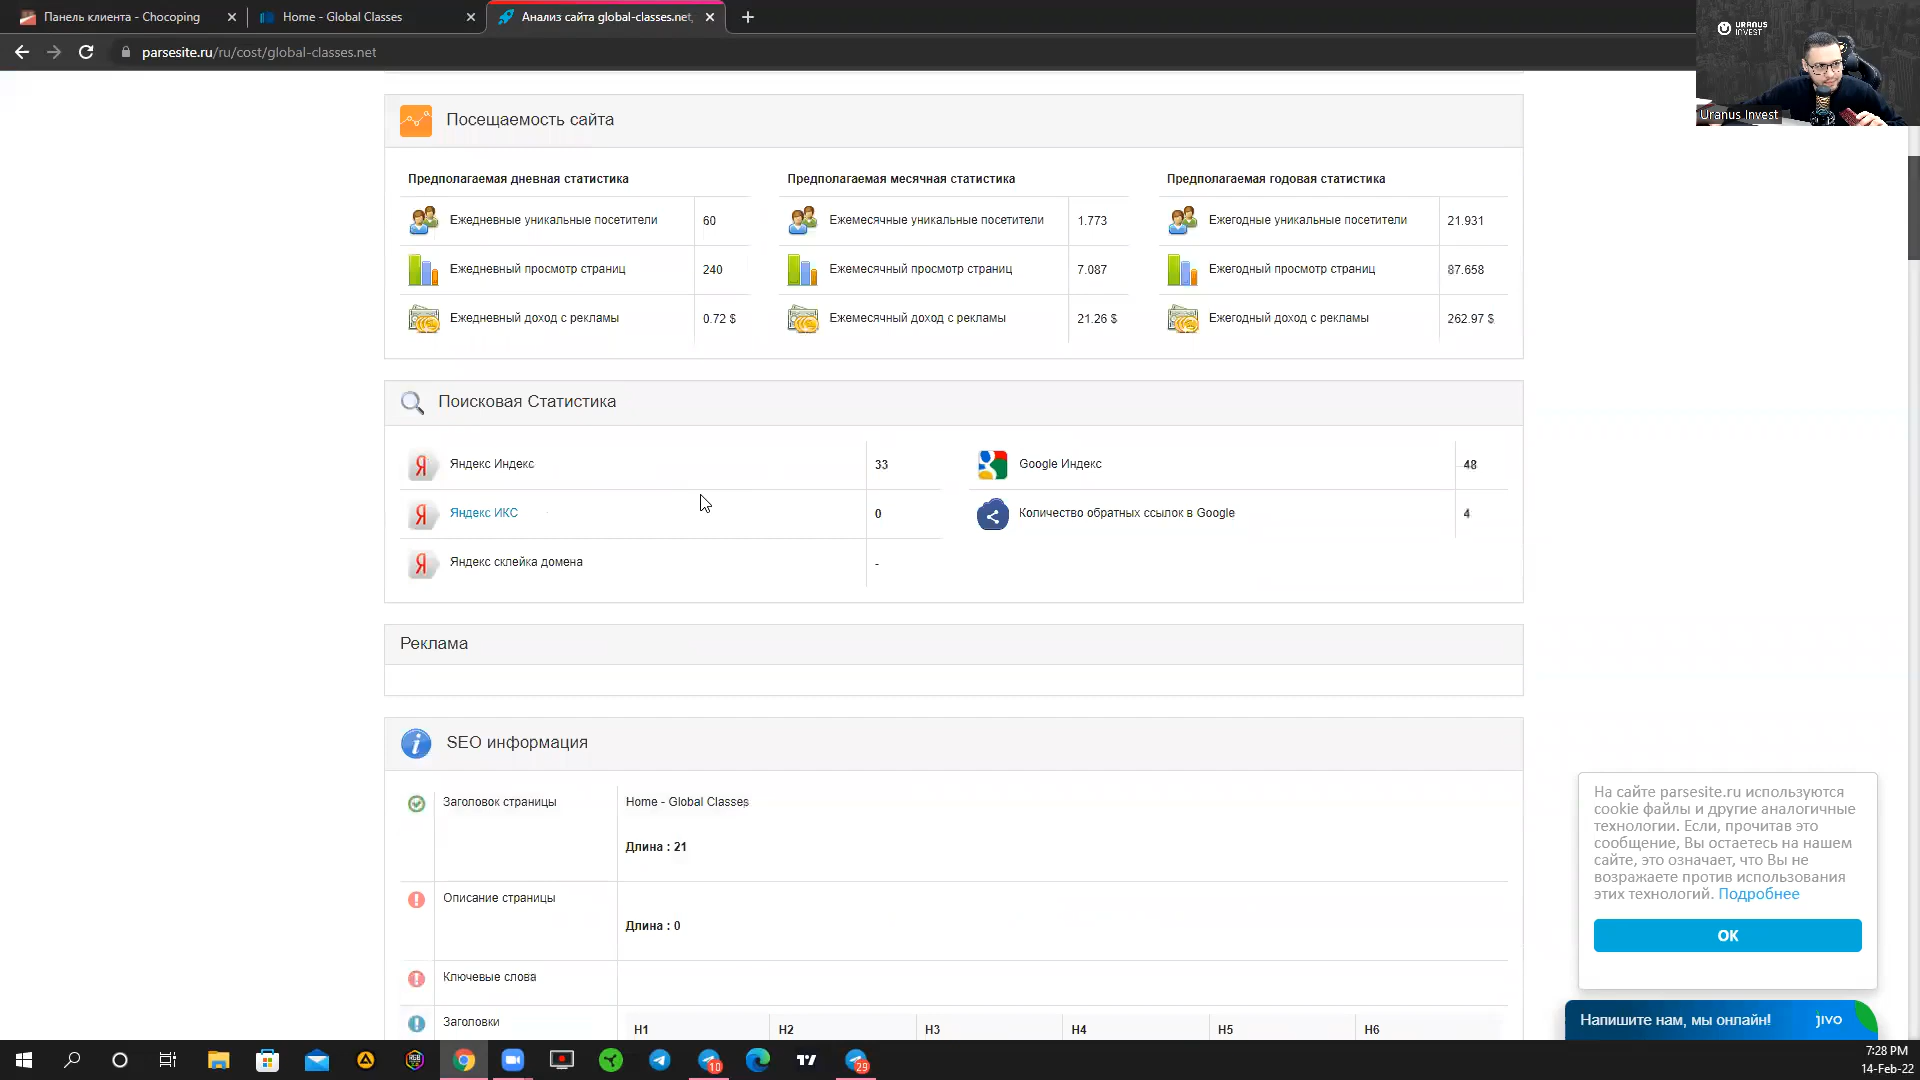 Панель клиента - Chocoping
Home - Global Classes
Анализ сайта global-classes.net,
parsesite.ru/ru/cost/global-classes.net
URANUS
INVEST
Uranus Invest
Посещаемость сайта
Предполагаемая дневная статистика
Предполагаемая месячная статистика
Предполагаемая годовая статистика
Ежедневные уникальные посетители 60
Ежемесячные уникальные посетители 1.773
Ежегодные уникальные посетители 21.931
Ежедневный просмотр страниц 240
Ежемесячный просмотр страниц 7.087
Ежегодный просмотр страниц 87.658
Ежедневный доход с рекламы 0.72 $
Ежемесячный доход с рекламы 21.26 $
Ежегодный доход с рекламы 262.97 $
Поисковая Статистика
Яндекс Индекс 33
Google Индекс 48
Яндекс ИКС 0
Количество обратных ссылок в Google 4
Яндекс склейка домена -
Реклама
SEO информация
Заголовок страницы
Home - Global Classes
Длина : 21
Описание страницы
Длина : 0
Ключевые слова
Заголовки
H1 H2 H3 H4 H5 H6
На сайте parsesite.ru используются
cookie файлы и другие аналогичные
технологии. Если, прочитав это
сообщение, Вы остаетесь на нашем
сайте, это означает, что Вы не
возражаете против использования
этих технологий. Подробнее
OK
Напишите нам, мы онлайн! jivo
10
29
7:28 PM
14-Feb-22